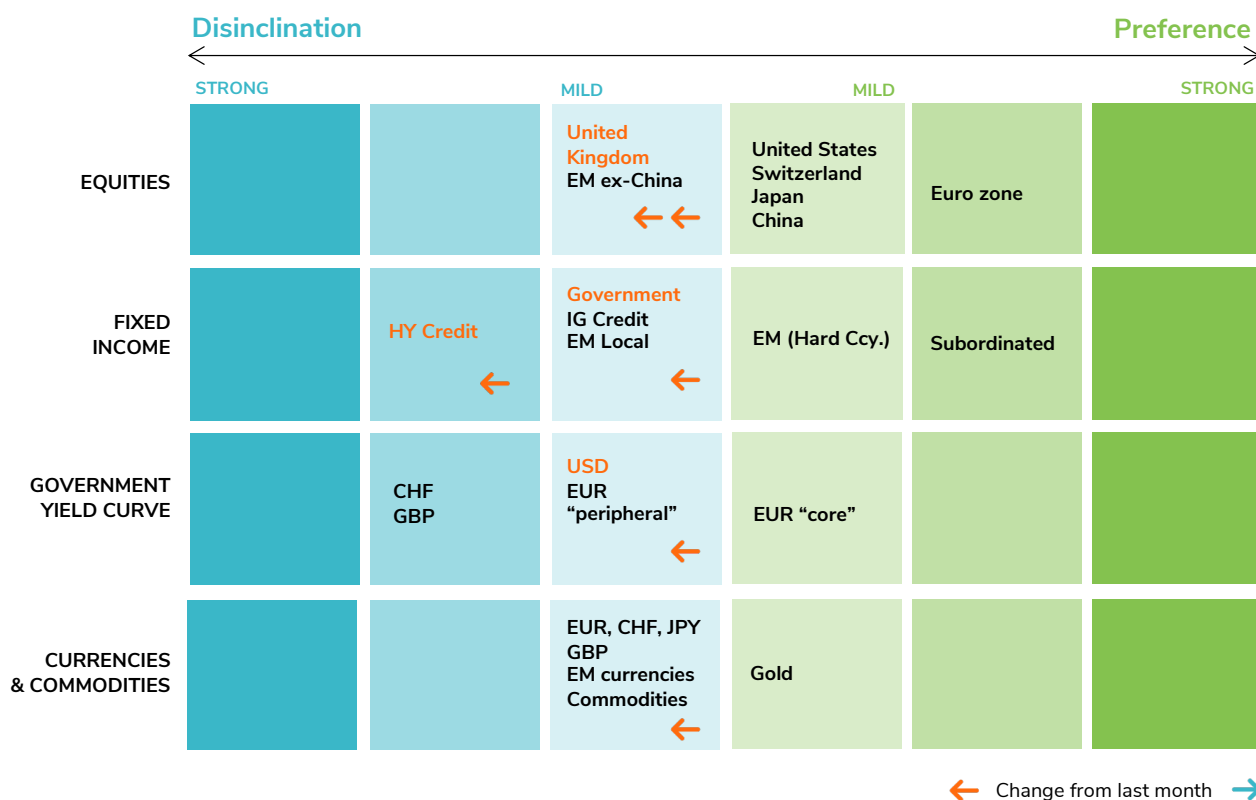 Disinclination
Preference
STRONG
MILD
MILD
STRONG
EQUITIES
United
Kingdom
EM ex-China
United States
Switzerland
Japan
China
Euro zone
FIXED
INCOME
HY Credit
Government
IG Credit
EM Local
EM (Hard Ccy.)
Subordinated
GOVERNMENT
YIELD CURVE
CHF
GBP
USD
EUR
“peripheral”
EUR “core”
CURRENCIES
& COMMODITIES
EUR, CHF, JPY
GBP
EM currencies
Commodities
Gold
Change from last month